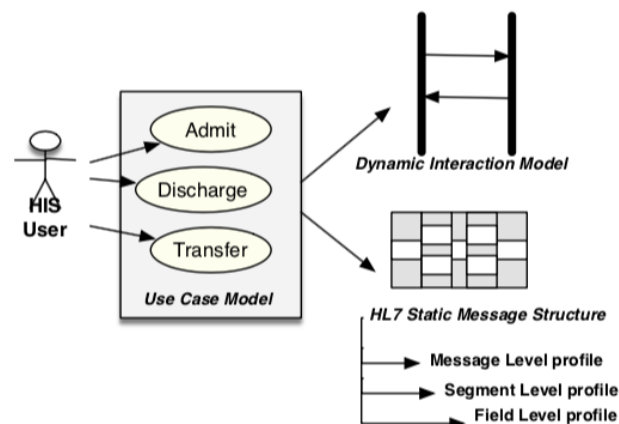 Admit
Discharge
Transfer
HIS
User
Use Case Model
Dynamic Interaction Model
HL7 Static Message Structure
Message Level profile
Segment Level profile
Field Level profile